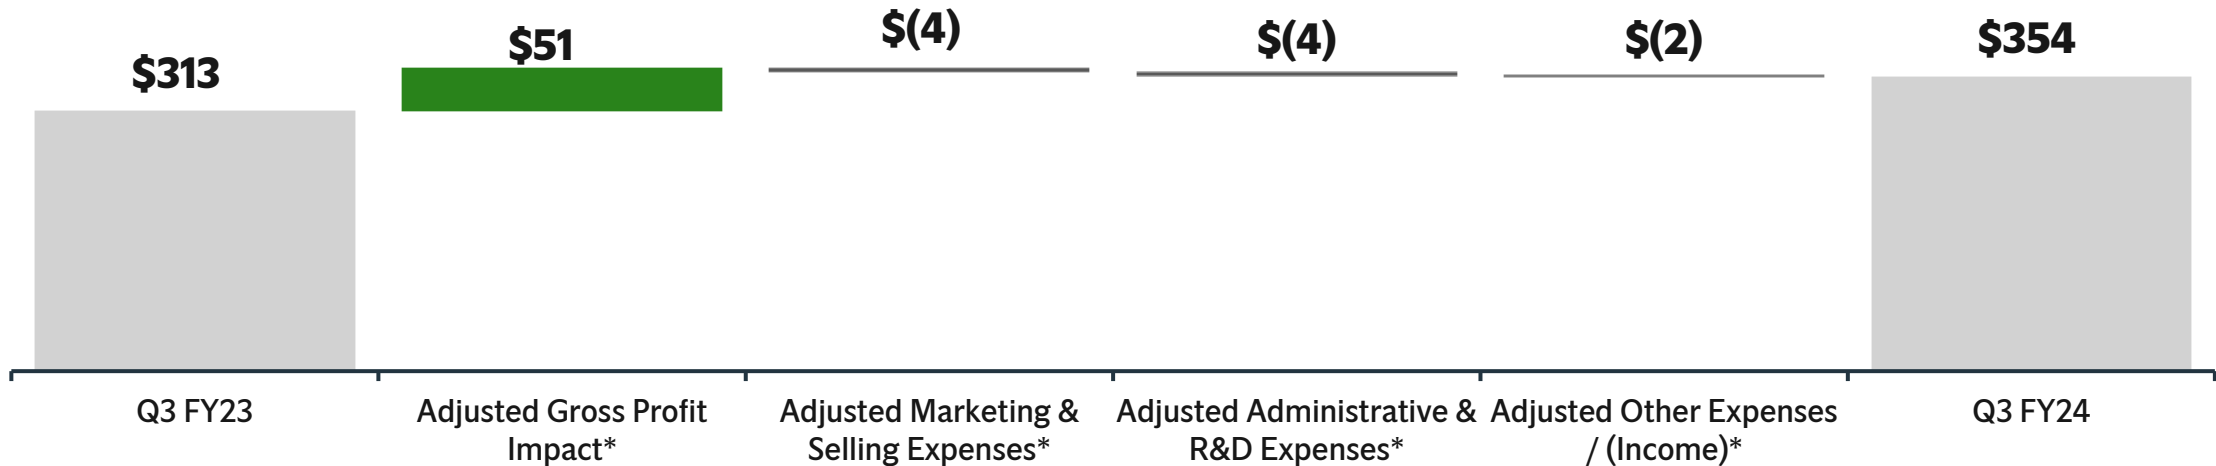 $313
$51
$(4)
$(4)
$(2)
$354
Q3 FY23
Adjusted Gross Profit
Impact*
Adjusted Marketing &
Selling Expenses*
Adjusted Administrative &
R&D Expenses*
Adjusted Other Expenses
/ (Income)*
Q3 FY24